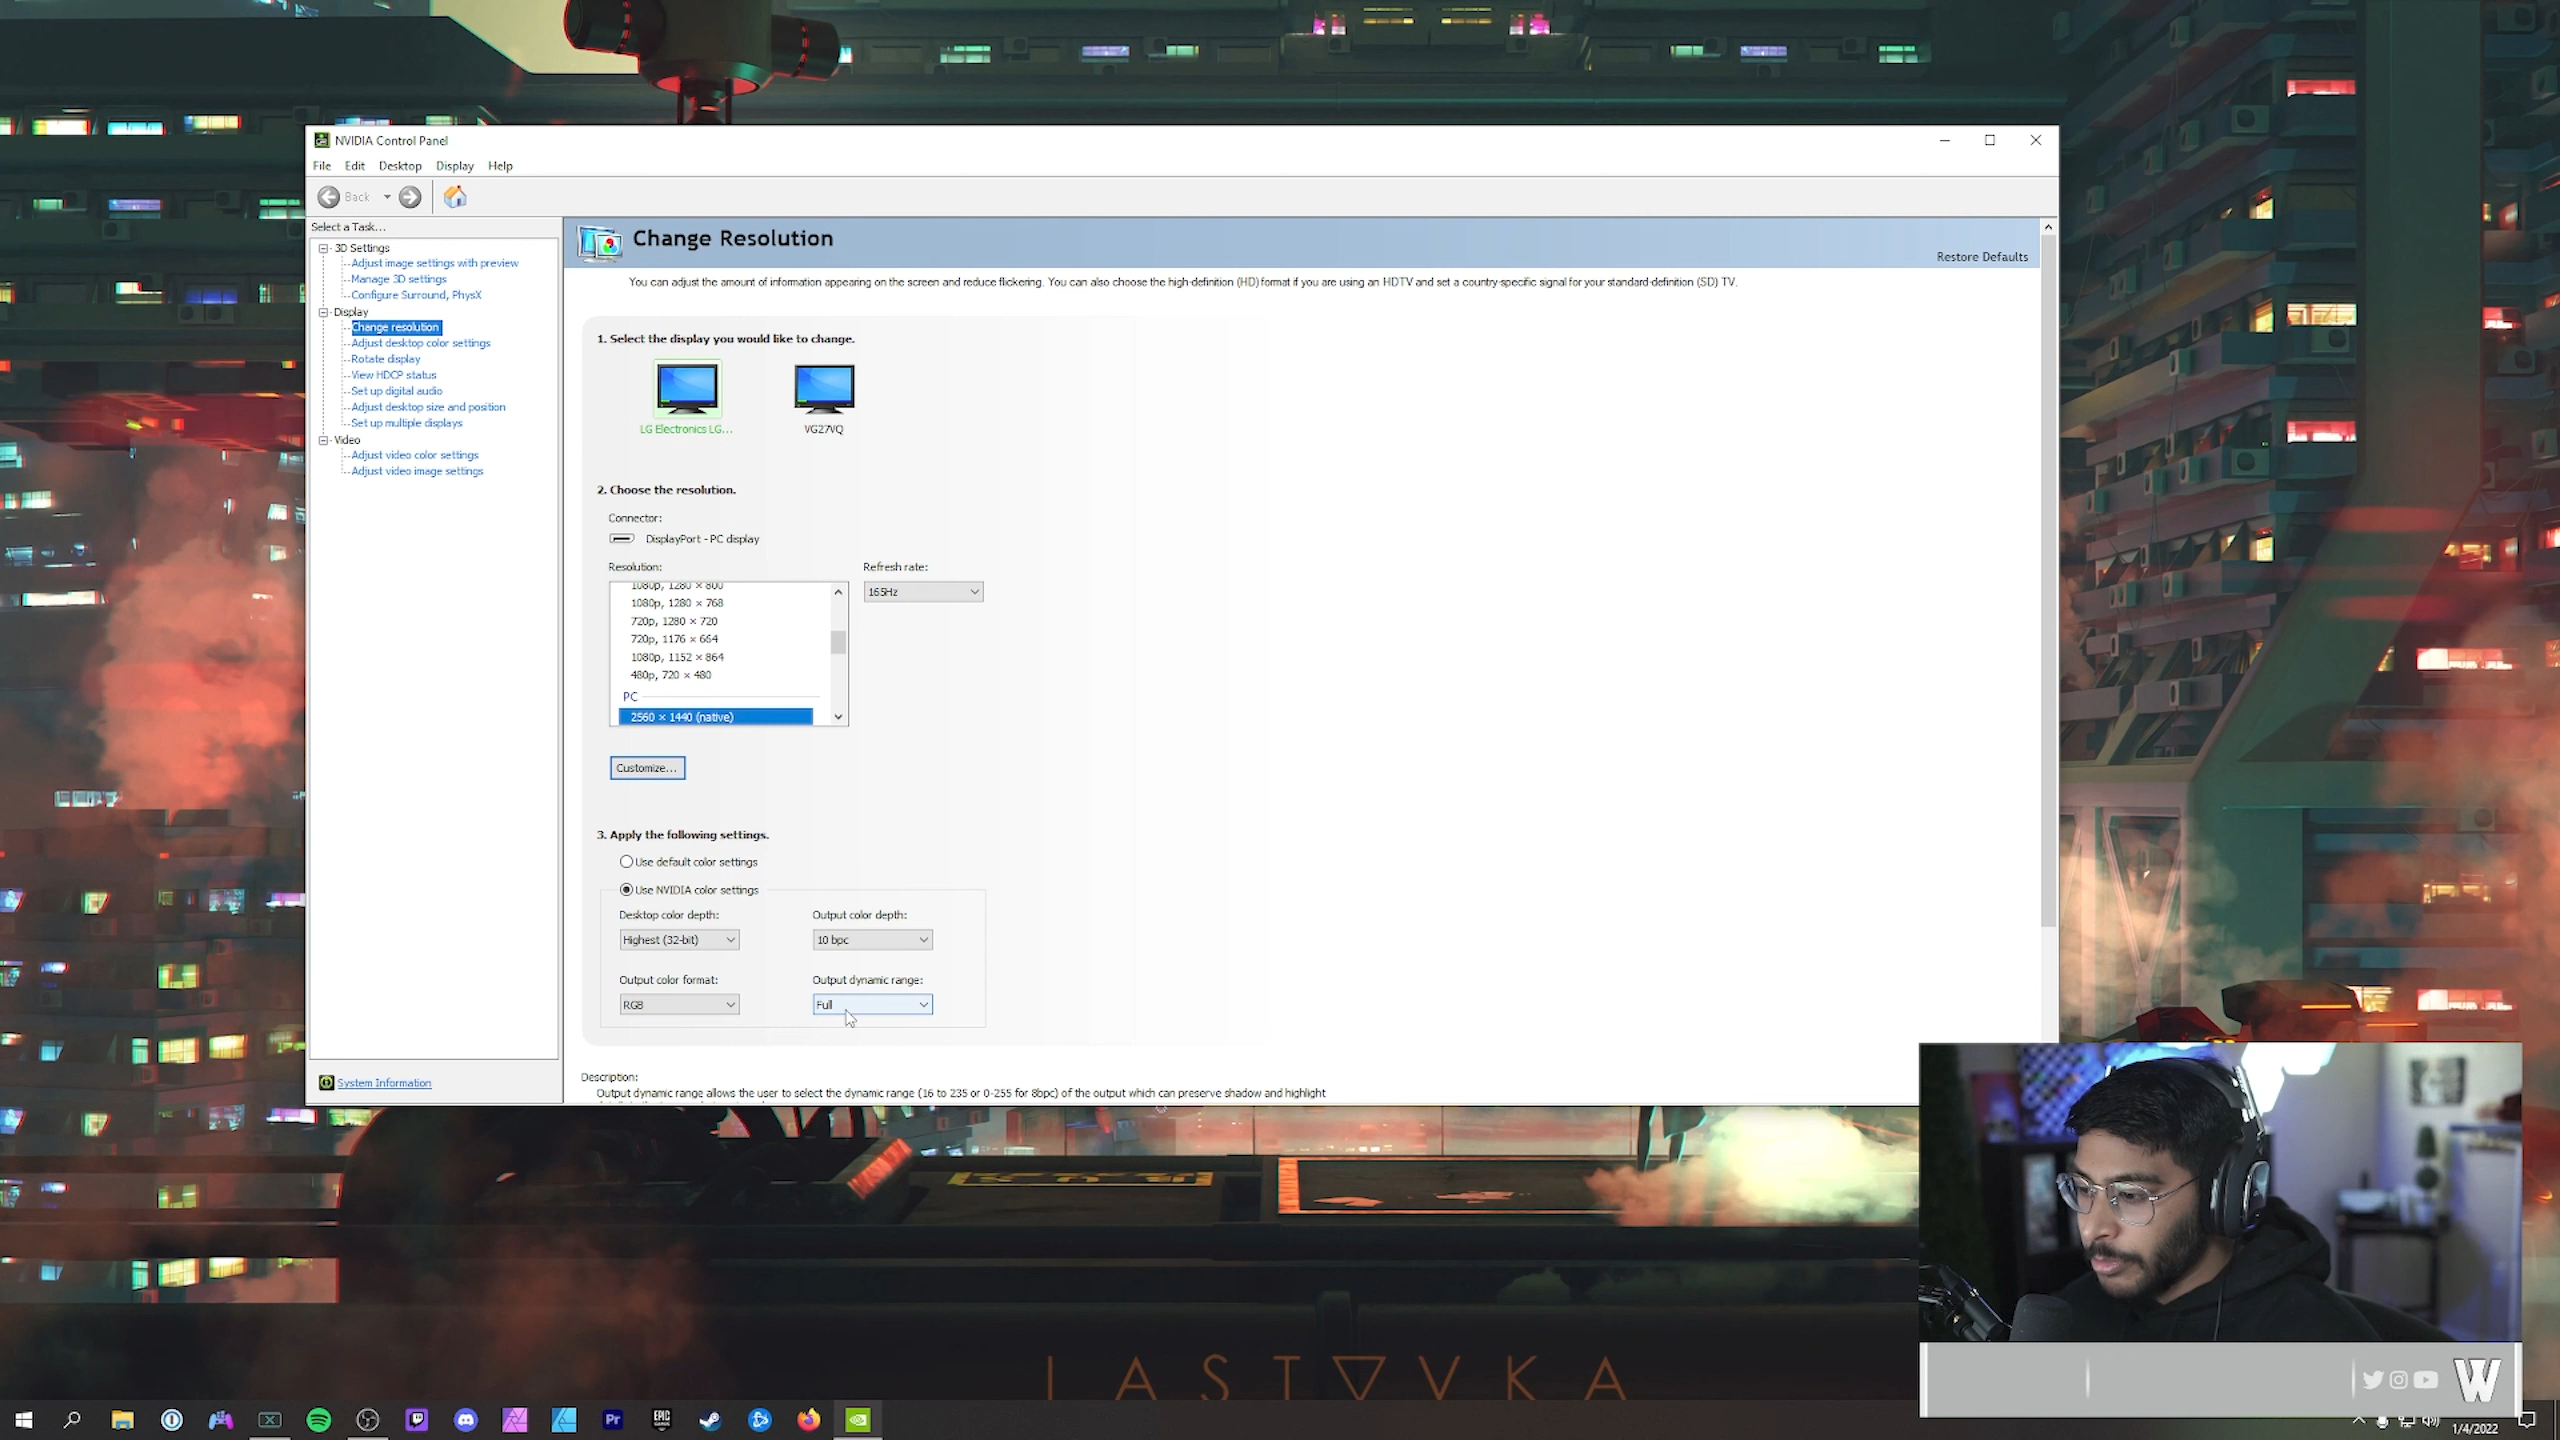 NVIDIA Control Panel
File Edit Desktop Display Help
Back
Select a Task...
3D Settings
Adjust image settings with preview
Manage 3D settings
Configure Surround, PhysX
Display
Change resolution
Adjust desktop color settings
Rotate display
View HDCP status
Set up digital audio
Adjust desktop size and position
Set up multiple displays
Video
Adjust video color settings
Adjust video image settings
System Information
Change Resolution
Restore Defaults
You can adjust the amount of information appearing on the screen and reduce flickering. You can also choose the high-definition (HD) format if you are using an HDTV and set a country-specific signal for your standard-definition (SD) TV.
1. Select the display you would like to change.
LG Electronics LG...
VG27VQ
2. Choose the resolution.
Connector:
DisplayPort - PC display
Resolution:
Refresh rate:
1080p, 1280 × 800
165Hz
1080p, 1280 × 768
720p, 1280 × 720
720p, 1176 × 664
1080p, 1152 × 864
480p, 720 × 480
PC
2560 × 1440 (native)
Customize...
3. Apply the following settings.
Use default color settings
Use NVIDIA color settings
Desktop color depth:
Output color depth:
Highest (32-bit)
10 bpc
Output color format:
Output dynamic range:
RGB
Full
Description:
Output dynamic range allows the user to select the dynamic range (16 to 235 or 0-255 for 8bpc) of the output which can preserve shadow and highlight
W
Pr
EPIC GAMES
1/4/2022